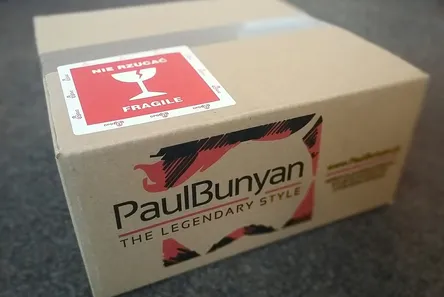 NIE RZUCAĆ
FRAGILE
PaulBunyan
THE LEGENDARY STYLE